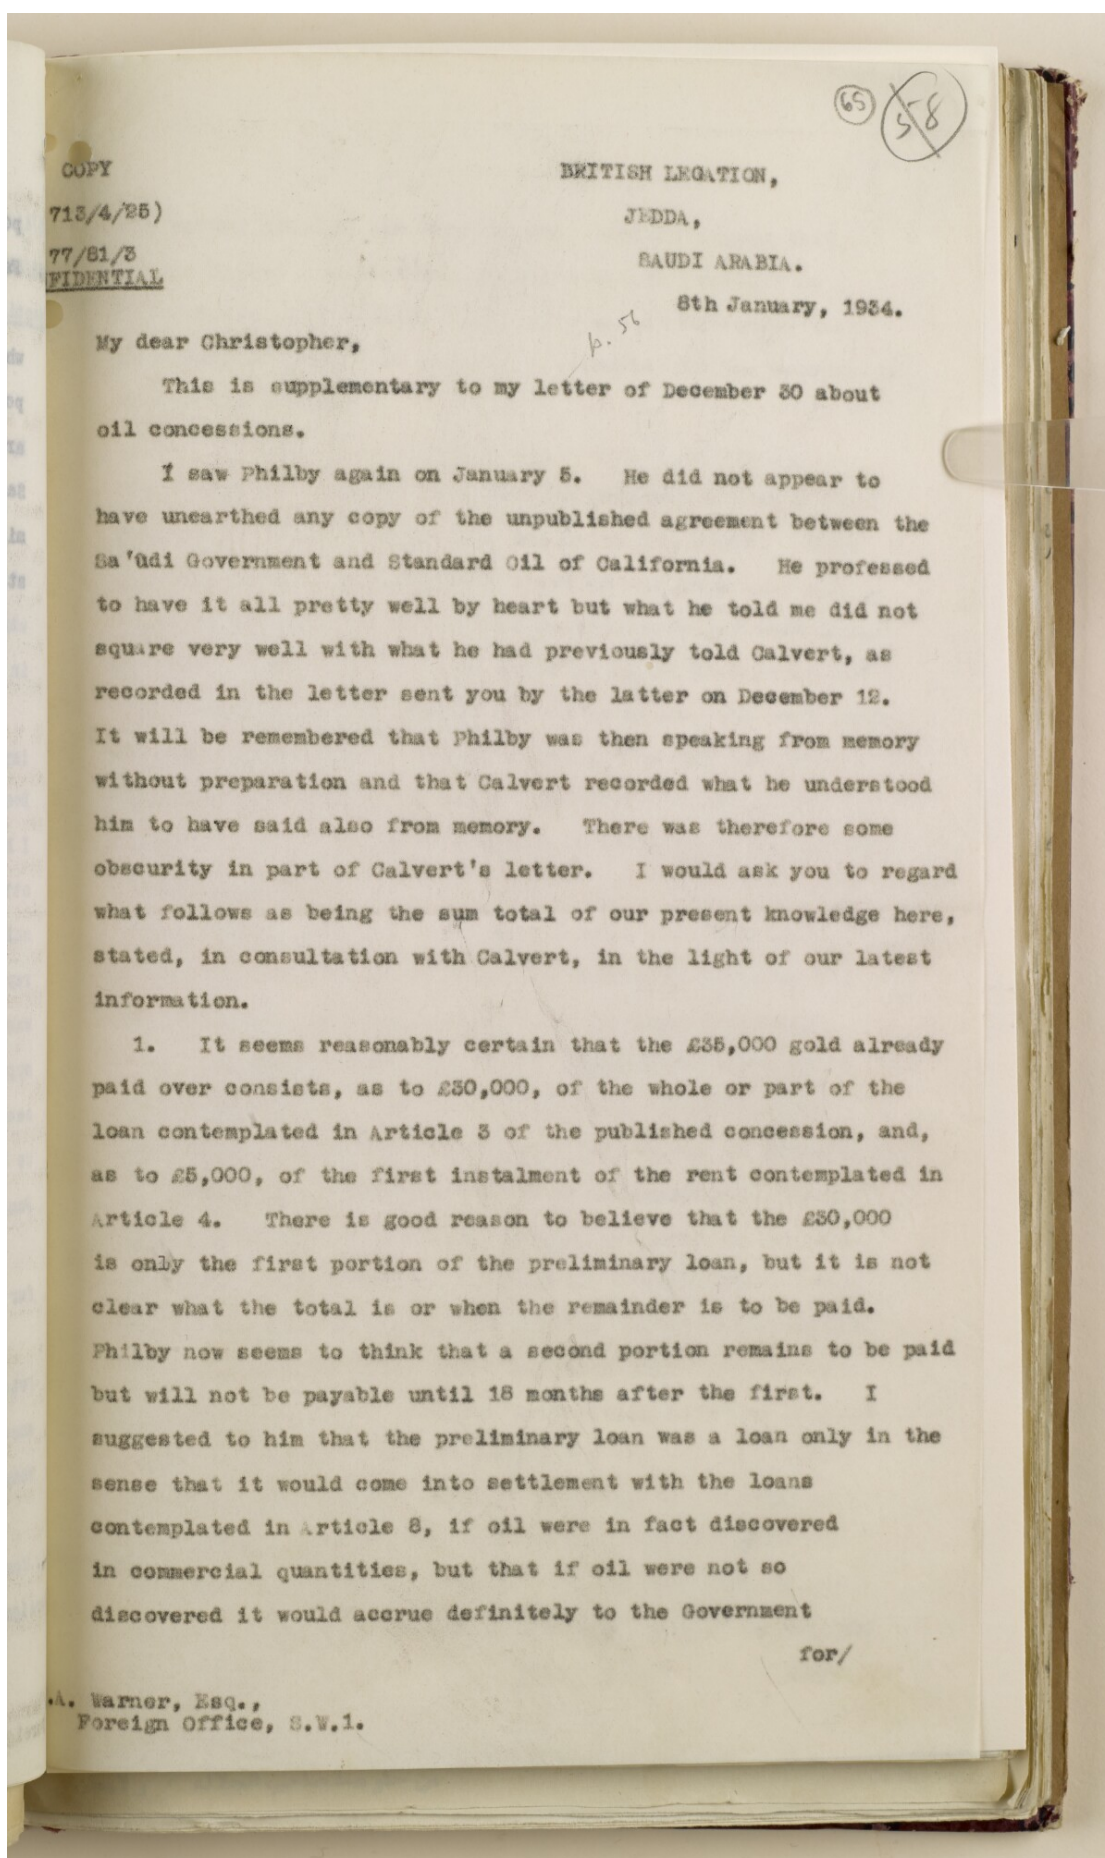 65
58
COPY
BRITISH LEGATION,
713/4/25)
JEDDA,
77/81/3
SAUDI ARABIA.
FIDENTIAL
8th January, 1934.
p. 56
My dear Christopher,
This is supplementary to my letter of December 30 about
oil concessions.
I saw Philby again on January 5. He did not appear to
have unearthed any copy of the unpublished agreement between the
Sa'ûdi Government and Standard Oil of California. He professed
to have it all pretty well by heart but what he told me did not
square very well with what he had previously told Calvert, as
recorded in the letter sent you by the latter on December 12.
It will be remembered that Philby was then speaking from memory
without preparation and that Calvert recorded what he understood
him to have said also from memory. There was therefore some
obscurity in part of Calvert's letter. I would ask you to regard
what follows as being the sum total of our present knowledge here,
stated, in consultation with Calvert, in the light of our latest
information.
1. It seems reasonably certain that the £35,000 gold already
paid over consists, as to £30,000, of the whole or part of the
loan contemplated in Article 3 of the published concession, and,
as to £5,000, of the first instalment of the rent contemplated in
Article 4. There is good reason to believe that the £30,000
is only the first portion of the preliminary loan, but it is not
clear what the total is or when the remainder is to be paid.
Philby now seems to think that a second portion remains to be paid
but will not be payable until 18 months after the first. I
suggested to him that the preliminary loan was a loan only in the
sense that it would come into settlement with the loans
contemplated in Article 8, if oil were in fact discovered
in commercial quantities, but that if oil were not so
discovered it would accrue definitely to the Government
for/
.A. Warner, Esq.,
Foreign Office, S.W.1.